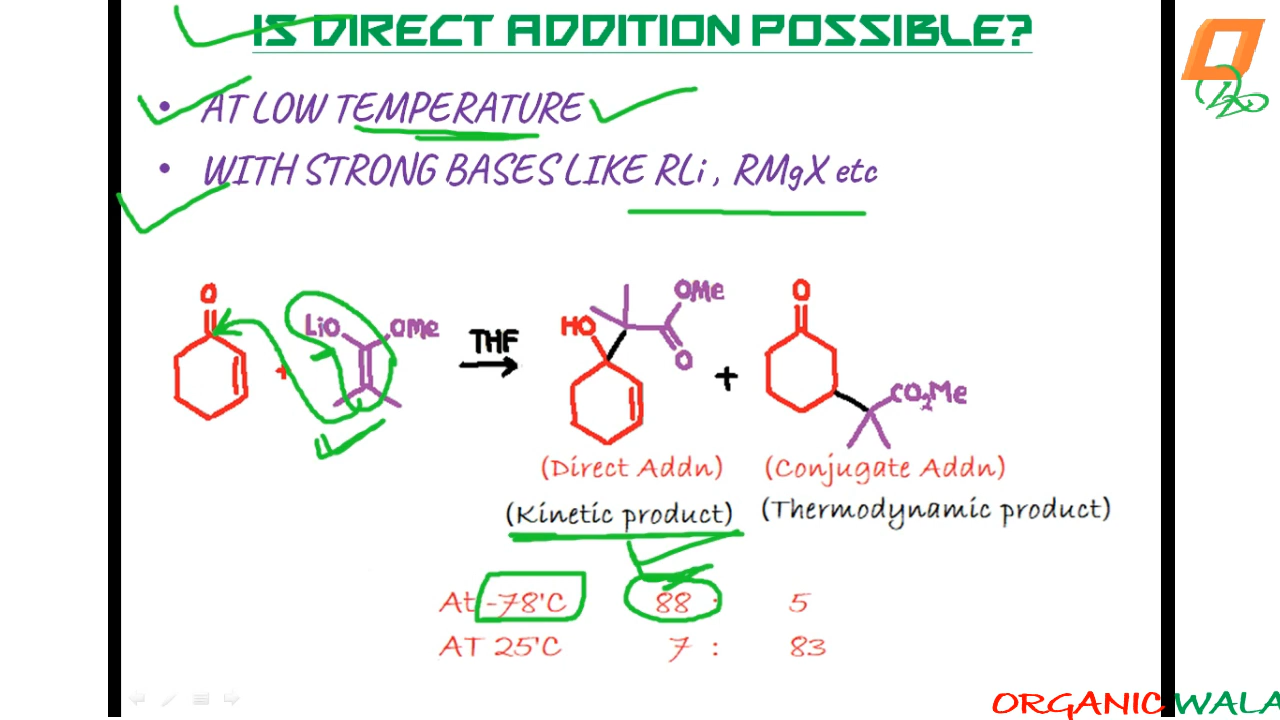 IS DIRECT ADDITION POSSIBLE?
• AT LOW TEMPERATURE
• WITH STRONG BASES LIKE RLi , RMgX etc
O
+
LiO OMe
THF
HO
OMe
O
+
O
CO2Me
(Direct Addn) (Conjugate Addn)
(Kinetic product) (Thermodynamic product)
At -78'C 88 : 5
AT 25'C 7 : 83
ORGANIC WALA